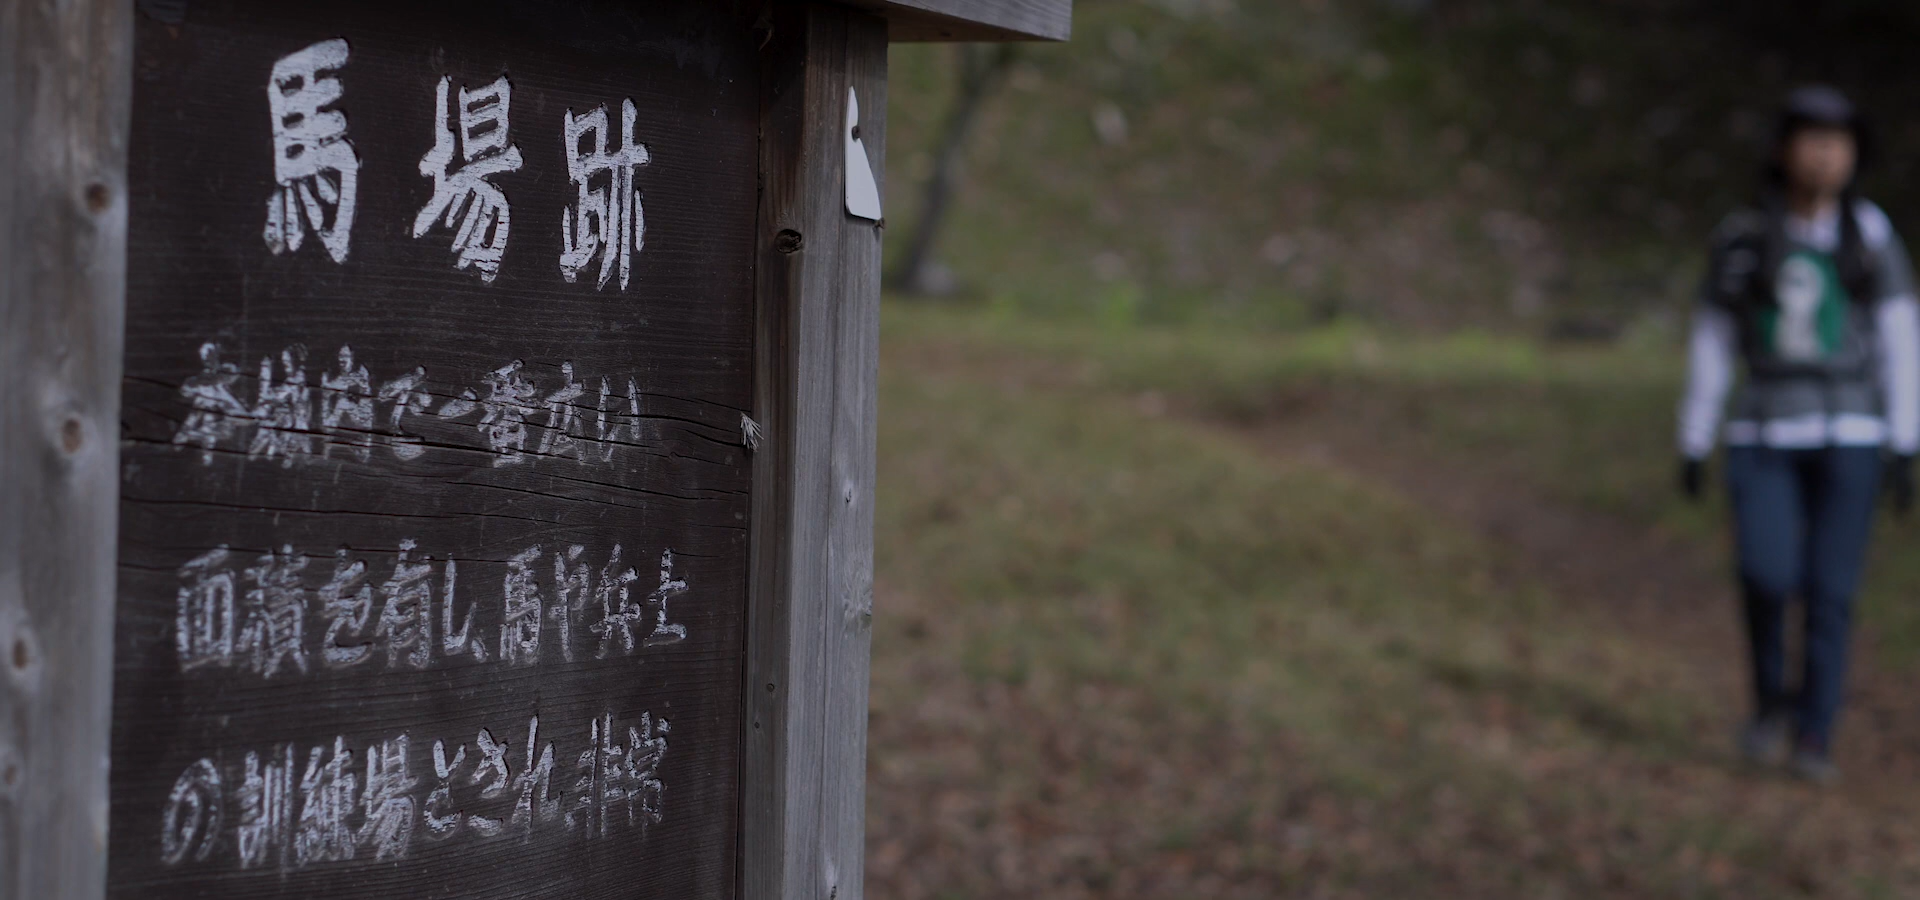 馬場跡
本城内で一番広い
面積を有し、馬や兵士
の訓練場とされ、非常